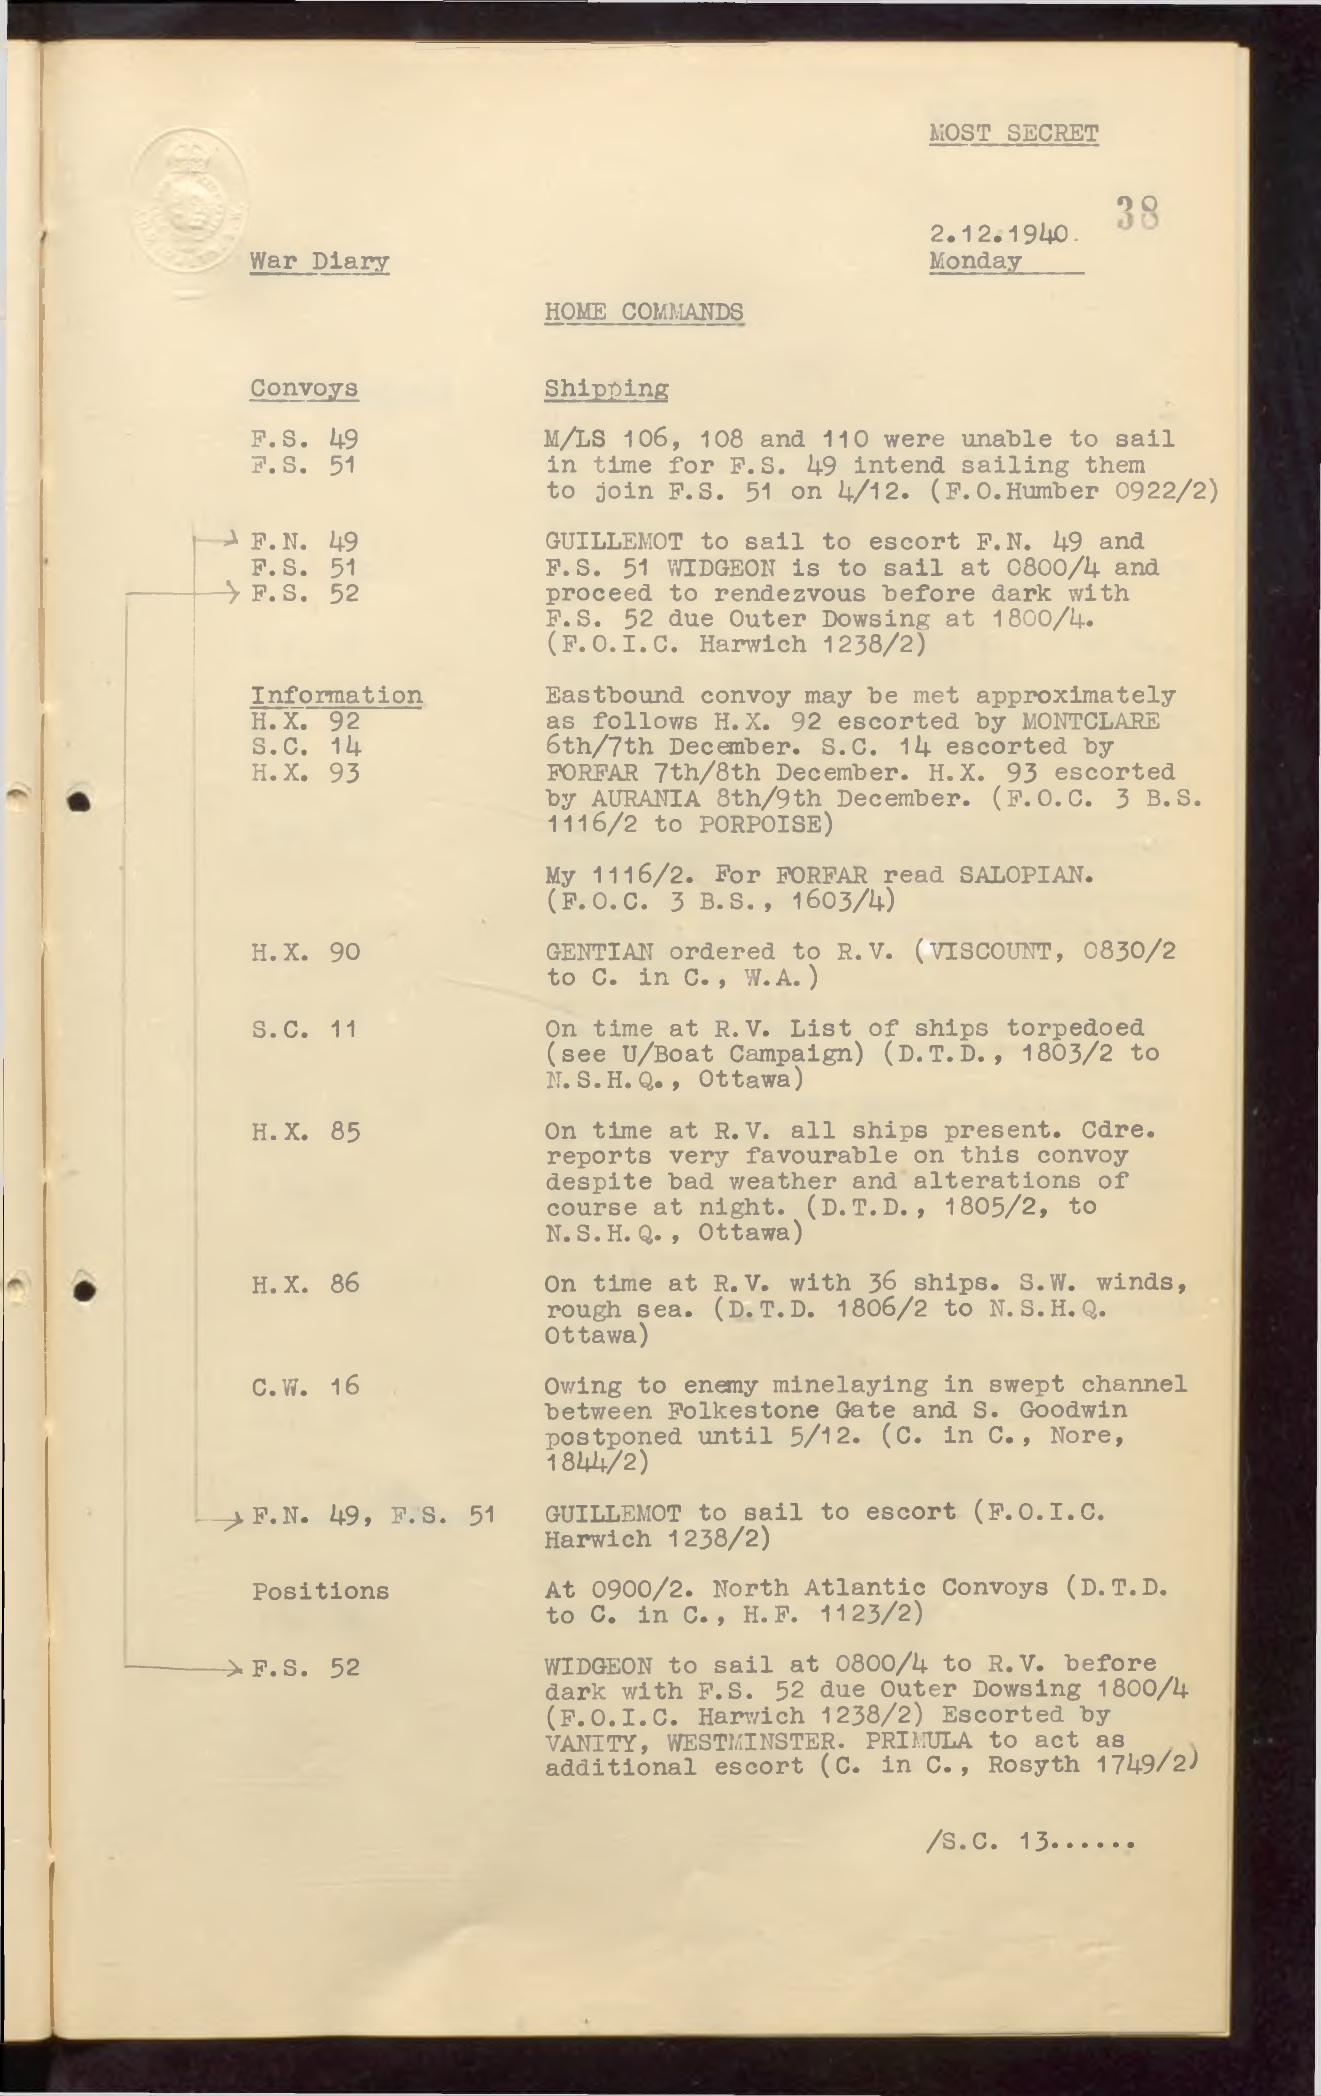 MOST SECRET
38
2.12.1940.
War Diary
Monday
HOME COMMANDS
Convoys Shipping
F.S. 49 M/LS 106, 108 and 110 were unable to sail
F.S. 51 in time for F.S. 49 intend sailing them
to join F.S. 51 on 4/12. (F.O.Humber 0922/2)
F.N. 49 GUILLEMOT to sail to escort F.N. 49 and
F.S. 51 F.S. 51 WIDGEON is to sail at 0800/4 and
F.S. 52 proceed to rendezvous before dark with
F.S. 52 due Outer Dowsing at 1800/4.
(F.O.I.C. Harwich 1238/2)
Information Eastbound convoy may be met approximately
H.X. 92 as follows H.X. 92 escorted by MONTCLARE
S.C. 14 6th/7th December. S.C. 14 escorted by
H.X. 93 FORFAR 7th/8th December. H.X. 93 escorted
by AURANIA 8th/9th December. (F.O.C. 3 B.S.
1116/2 to PORPOISE)
My 1116/2. For FORFAR read SALOPIAN.
(F.O.C. 3 B.S., 1603/4)
H.X. 90 GENTIAN ordered to R.V. (VISCOUNT, 0830/2
to C. in C., W.A.)
S.C. 11 On time at R.V. List of ships torpedoed
(see U/Boat Campaign) (D.T.D., 1803/2 to
N.S.H.Q., Ottawa)
H.X. 85 On time at R.V. all ships present. Cdre.
reports very favourable on this convoy
despite bad weather and alterations of
course at night. (D.T.D., 1805/2, to
N.S.H.Q., Ottawa)
H.X. 86 On time at R.V. with 36 ships. S.W. winds,
rough sea. (D.T.D. 1806/2 to N.S.H.Q.
Ottawa)
C.W. 16 Owing to enemy minelaying in swept channel
between Folkestone Gate and S. Goodwin
postponed until 5/12. (C. in C., Nore,
1844/2)
F.N. 49, F.S. 51 GUILLEMOT to sail to escort (F.O.I.C.
Harwich 1238/2)
Positions At 0900/2. North Atlantic Convoys (D.T.D.
to C. in C., H.F. 1123/2)
F.S. 52 WIDGEON to sail at 0800/4 to R.V. before
dark with F.S. 52 due Outer Dowsing 1800/4
(F.O.I.C. Harwich 1238/2) Escorted by
VANITY, WESTMINSTER. PRIMULA to act as
additional escort (C. in C., Rosyth 1749/2)
/S.C. 13......